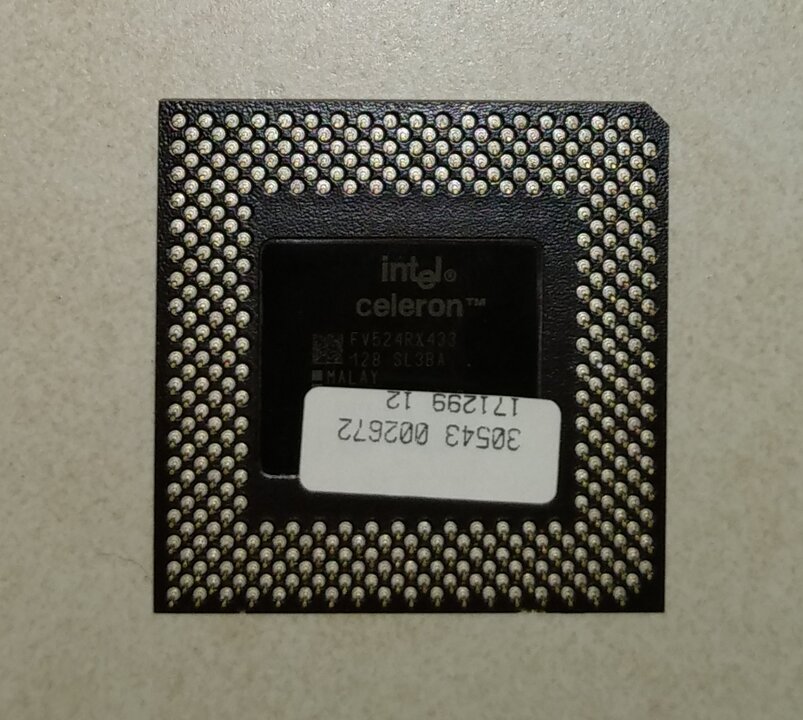 intel®
celeron™
FV524RX433
128 SL3BA
MALAY
30543 002672
171299 12